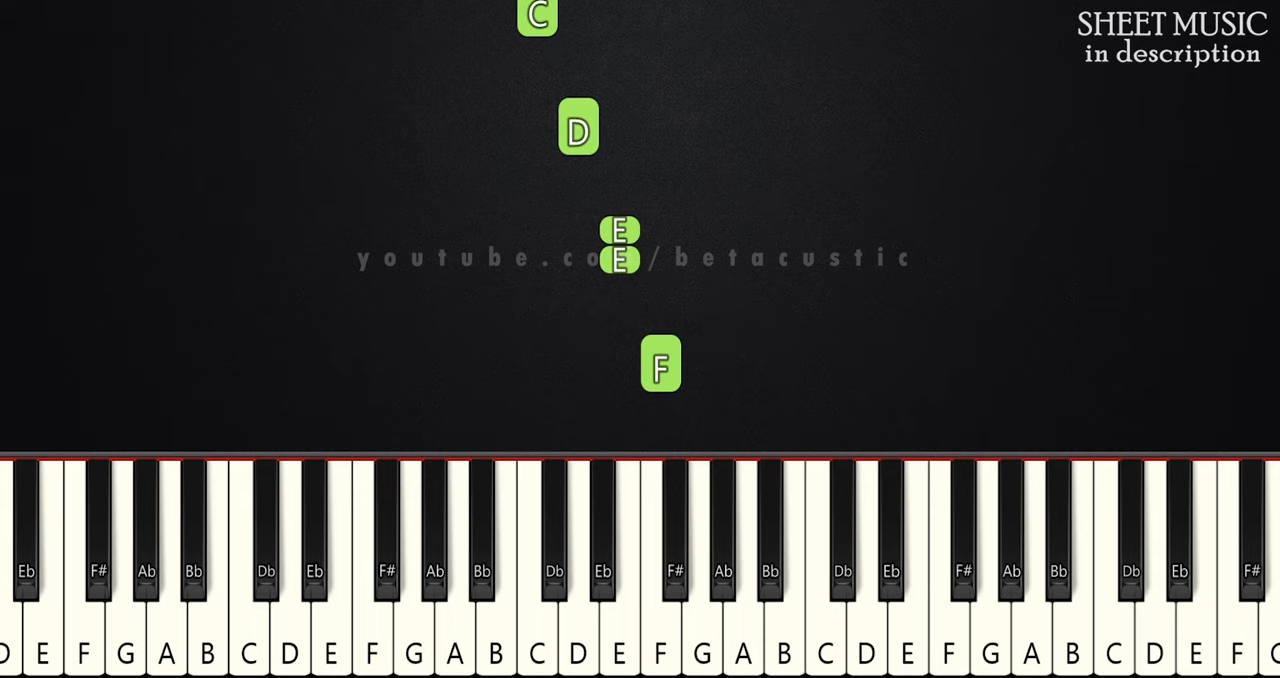 C
SHEET MUSIC
in description
D
E
youtube.co/betacustic
E
F
Eb F# Ab Bb Db Eb F# Ab Bb Db Eb F# Ab Bb Db Eb F# Ab Bb Db Eb F#
D E F G A B C D E F G A B C D E F G A B C D E F G A B C D E F G